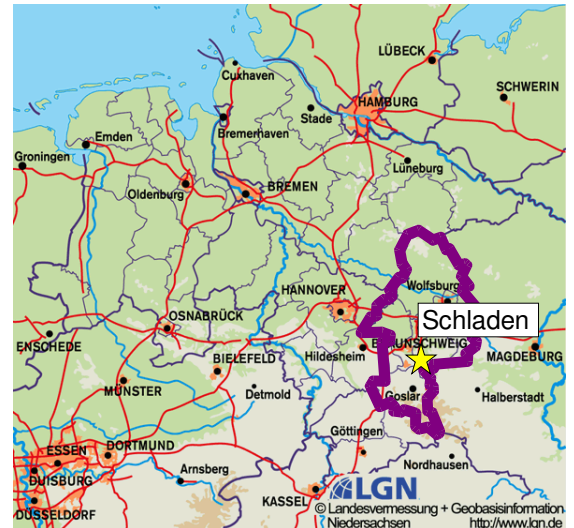 LÜBECK
Cuxhaven
SCHWERIN
HAMBURG
Stade
Bremerhaven
Emden
Groningen
Lüneburg
Oldenburg
BREMEN
Wolfsburg
HANNOVER
OSNABRÜCK
Schladen
ENSCHEDE
BRAUNSCHWEIG
Hildesheim
MAGDEBURG
BIELEFELD
MÜNSTER
Detmold
Goslar
Halberstadt
Göttingen
DORTMUND
ESSEN
Nordhausen
Arnsberg
DUISBURG
KASSEL
LGN
DÜSSELDORF
© Landesvermessung + Geobasisinformation
Niedersachsen http://www.lgn.de